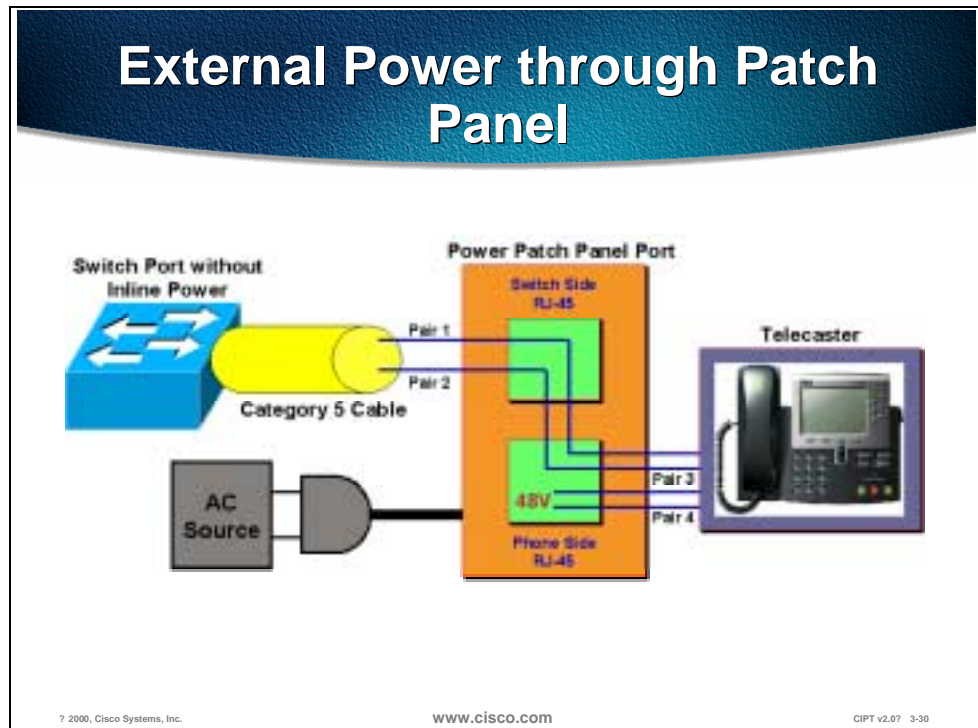 External Power through Patch
Panel
Switch Port without
Inline Power
Power Patch Panel Port
Switch Side
RJ-45
Pair 1
Pair 2
Category 5 Cable
Telecaster
AC
Source
48V
Pair 3
Pair 4
Phone Side
RJ-45
? 2000, Cisco Systems, Inc.
www.cisco.com
CIPT v2.0? 3-30